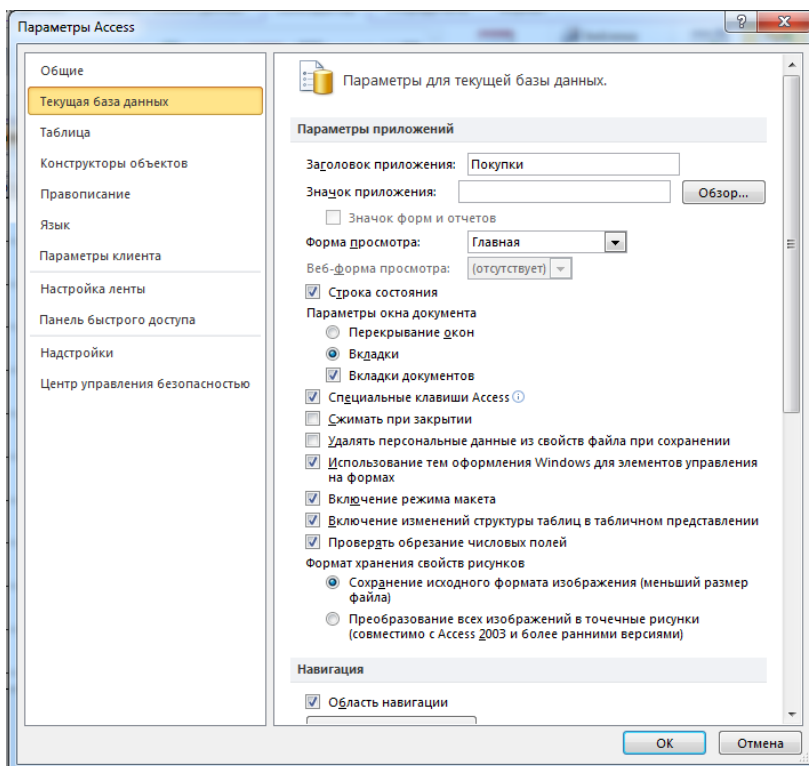 Параметры Access
Общие
Текущая база данных
Таблица
Конструкторы объектов
Правописание
Язык
Параметры клиента
Настройка ленты
Панель быстрого доступа
Надстройки
Центр управления безопасностью
Параметры для текущей базы данных.
Параметры приложений
Заголовок приложения: Покупки
Значок приложения: Обзор...
Значок форм и отчетов
Форма просмотра: Главная
Веб-форма просмотра: (отсутствует)
Строка состояния
Параметры окна документа
Перекрывание окон
Вкладки
Вкладки документов
Специальные клавиши Access
Сжимать при закрытии
Удалять персональные данные из свойств файла при сохранении
Использование тем оформления Windows для элементов управления
на формах
Включение режима макета
Включение изменений структуры таблиц в табличном представлении
Проверять обрезание числовых полей
Формат хранения свойств рисунков
Сохранение исходного формата изображения (меньший размер
файла)
Преобразование всех изображений в точечные рисунки
(совместимо с Access 2003 и более ранними версиями)
Навигация
Область навигации
ОК Отмена